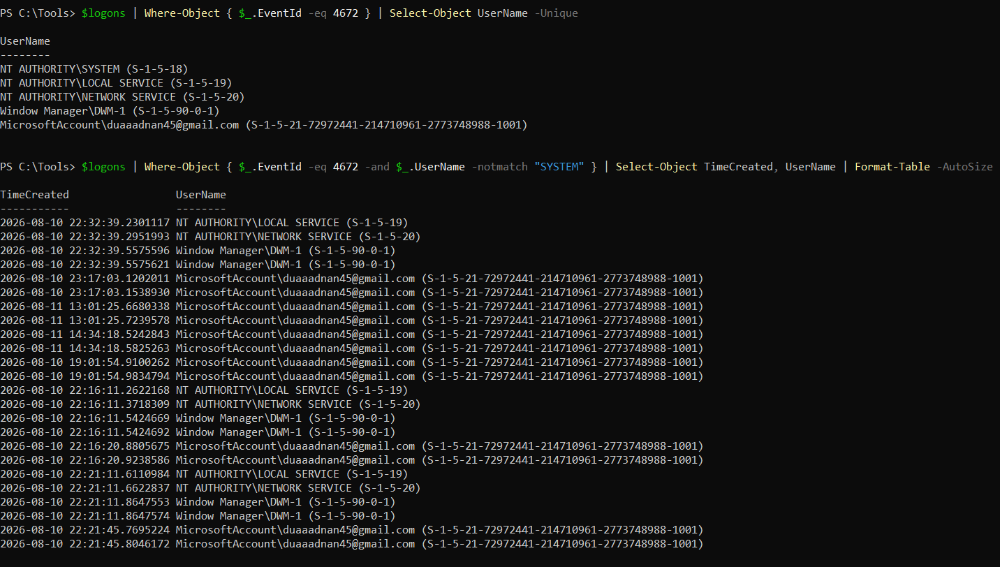 PS C:\Tools> $logons | Where-Object { $_.EventId -eq 4672 } | Select-Object UserName -Unique
UserName
--------
NT AUTHORITY\SYSTEM (S-1-5-18)
NT AUTHORITY\LOCAL SERVICE (S-1-5-19)
NT AUTHORITY\NETWORK SERVICE (S-1-5-20)
Window Manager\DWM-1 (S-1-5-90-0-1)
MicrosoftAccount\duaaadnan45@gmail.com (S-1-5-21-72972441-214710961-2773748988-1001)
PS C:\Tools> $logons | Where-Object { $_.EventId -eq 4672 -and $_.UserName -notmatch "SYSTEM" } | Select-Object TimeCreated, UserName | Format-Table -AutoSize
TimeCreated                 UserName
-----------                 --------
2026-08-10 22:32:39.2301117 NT AUTHORITY\LOCAL SERVICE (S-1-5-19)
2026-08-10 22:32:39.2951993 NT AUTHORITY\NETWORK SERVICE (S-1-5-20)
2026-08-10 22:32:39.5575596 Window Manager\DWM-1 (S-1-5-90-0-1)
2026-08-10 22:32:39.5575621 Window Manager\DWM-1 (S-1-5-90-0-1)
2026-08-10 23:17:03.1202011 MicrosoftAccount\duaaadnan45@gmail.com (S-1-5-21-72972441-214710961-2773748988-1001)
2026-08-10 23:17:03.1538930 MicrosoftAccount\duaaadnan45@gmail.com (S-1-5-21-72972441-214710961-2773748988-1001)
2026-08-11 13:01:25.6680338 MicrosoftAccount\duaaadnan45@gmail.com (S-1-5-21-72972441-214710961-2773748988-1001)
2026-08-11 13:01:25.7239578 MicrosoftAccount\duaaadnan45@gmail.com (S-1-5-21-72972441-214710961-2773748988-1001)
2026-08-11 14:34:18.5242843 MicrosoftAccount\duaaadnan45@gmail.com (S-1-5-21-72972441-214710961-2773748988-1001)
2026-08-11 14:34:18.5825263 MicrosoftAccount\duaaadnan45@gmail.com (S-1-5-21-72972441-214710961-2773748988-1001)
2026-08-10 19:01:54.9100262 MicrosoftAccount\duaaadnan45@gmail.com (S-1-5-21-72972441-214710961-2773748988-1001)
2026-08-10 19:01:54.9834794 MicrosoftAccount\duaaadnan45@gmail.com (S-1-5-21-72972441-214710961-2773748988-1001)
2026-08-10 22:16:11.2622168 NT AUTHORITY\LOCAL SERVICE (S-1-5-19)
2026-08-10 22:16:11.3718309 NT AUTHORITY\NETWORK SERVICE (S-1-5-20)
2026-08-10 22:16:11.5424669 Window Manager\DWM-1 (S-1-5-90-0-1)
2026-08-10 22:16:11.5424692 Window Manager\DWM-1 (S-1-5-90-0-1)
2026-08-10 22:16:20.8805675 MicrosoftAccount\duaaadnan45@gmail.com (S-1-5-21-72972441-214710961-2773748988-1001)
2026-08-10 22:16:20.9238586 MicrosoftAccount\duaaadnan45@gmail.com (S-1-5-21-72972441-214710961-2773748988-1001)
2026-08-10 22:21:11.6110984 NT AUTHORITY\LOCAL SERVICE (S-1-5-19)
2026-08-10 22:21:11.6622837 NT AUTHORITY\NETWORK SERVICE (S-1-5-20)
2026-08-10 22:21:11.8647553 Window Manager\DWM-1 (S-1-5-90-0-1)
2026-08-10 22:21:11.8647574 Window Manager\DWM-1 (S-1-5-90-0-1)
2026-08-10 22:21:45.7695224 MicrosoftAccount\duaaadnan45@gmail.com (S-1-5-21-72972441-214710961-2773748988-1001)
2026-08-10 22:21:45.8046172 MicrosoftAccount\duaaadnan45@gmail.com (S-1-5-21-72972441-214710961-2773748988-1001)